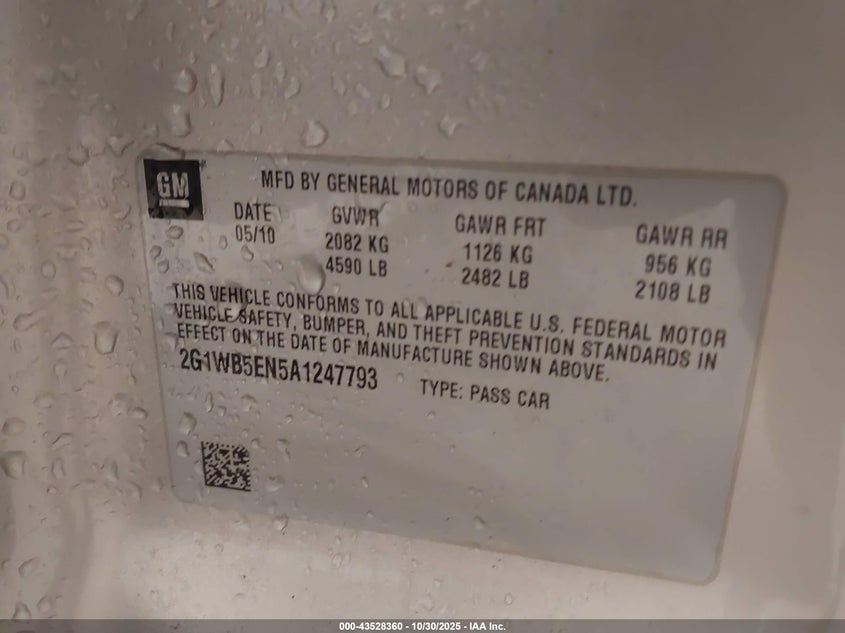 GM
MFD BY GENERAL MOTORS OF CANADA LTD.
DATE GVWR GAWR FRT GAWR RR
05/10 2082 KG 1126 KG 956 KG
4590 LB 2482 LB 2108 LB
THIS VEHICLE CONFORMS TO ALL APPLICABLE U.S. FEDERAL MOTOR
VEHICLE SAFETY, BUMPER, AND THEFT PREVENTION STANDARDS IN
EFFECT ON THE DATE OF MANUFACTURE SHOWN ABOVE.
2G1WB5EN5A1247793 TYPE: PASS CAR
000-43528360 - 10/30/2025 - IAA Inc.